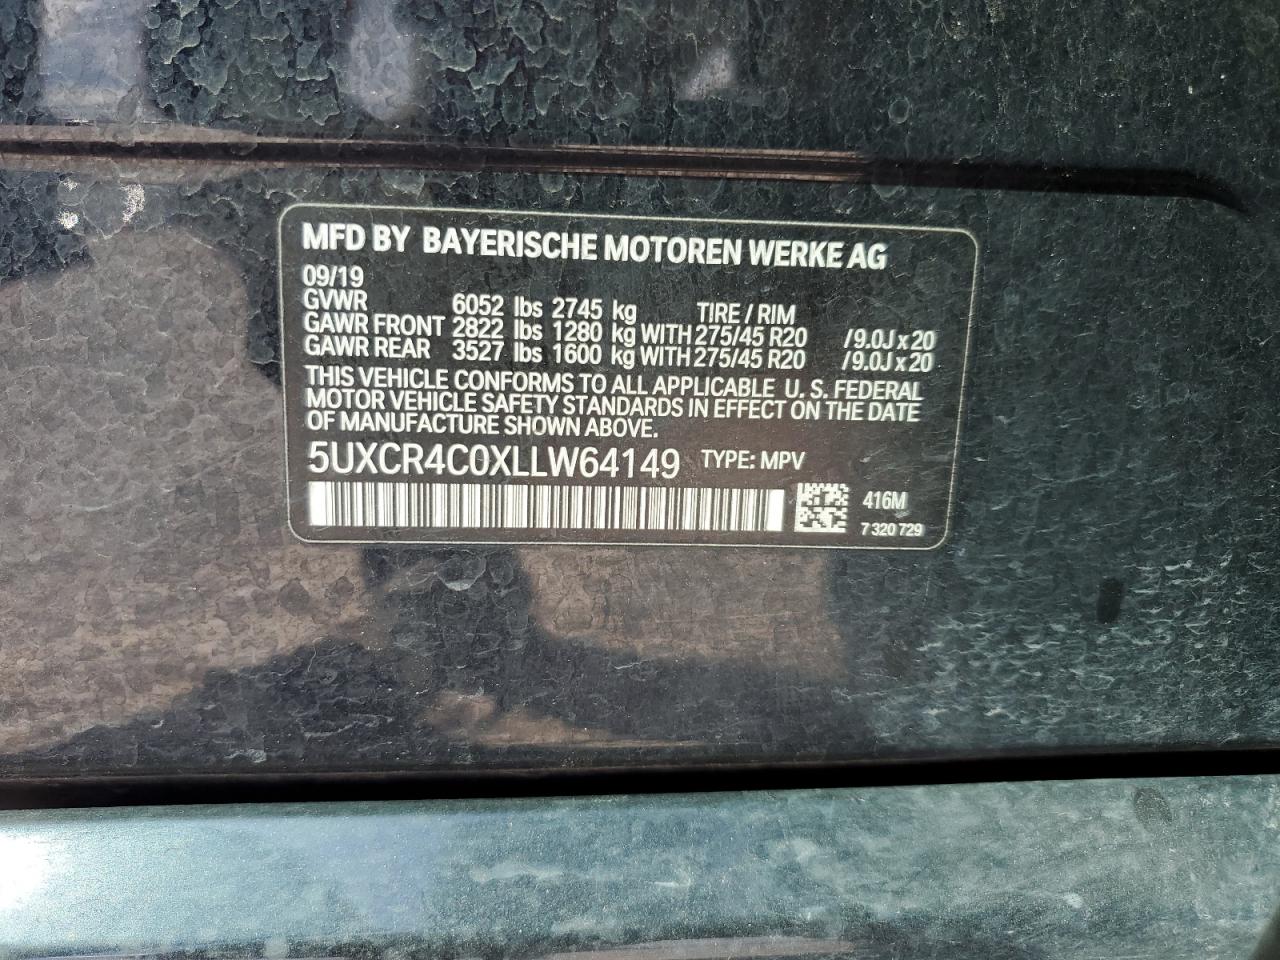 MFD BY BAYERISCHE MOTOREN WERKE AG
09/19
GVWR 6052 lbs 2745 kg TIRE / RIM
GAWR FRONT 2822 lbs 1280 kg WITH 275/45 R20 /9.0J x 20
GAWR REAR 3527 lbs 1600 kg WITH 275/45 R20 /9.0J x 20
THIS VEHICLE CONFORMS TO ALL APPLICABLE U.S. FEDERAL
MOTOR VEHICLE SAFETY STANDARDS IN EFFECT ON THE DATE
OF MANUFACTURE SHOWN ABOVE.
5UXCR4C0XLLW64149 TYPE: MPV
416M
7 320 729